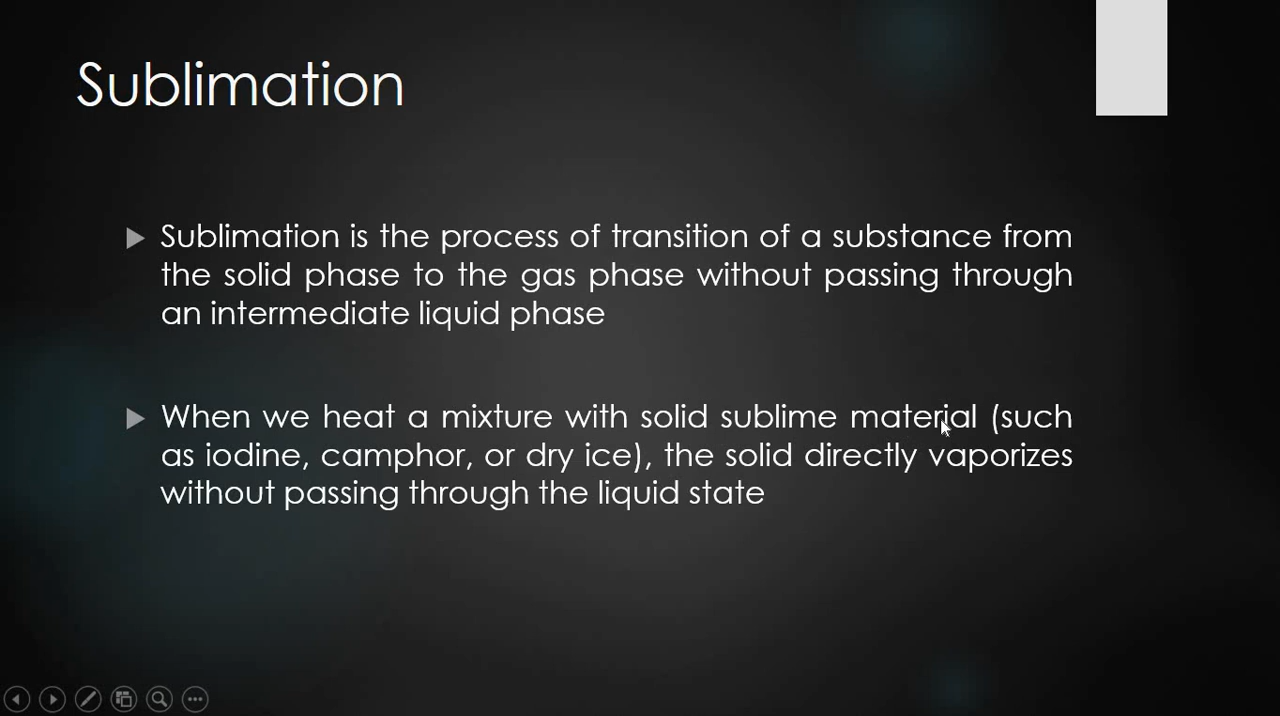 Sublimation
Sublimation is the process of transition of a substance from
the solid phase to the gas phase without passing through
an intermediate liquid phase
When we heat a mixture with solid sublime material (such
as iodine, camphor, or dry ice), the solid directly vaporizes
without passing through the liquid state